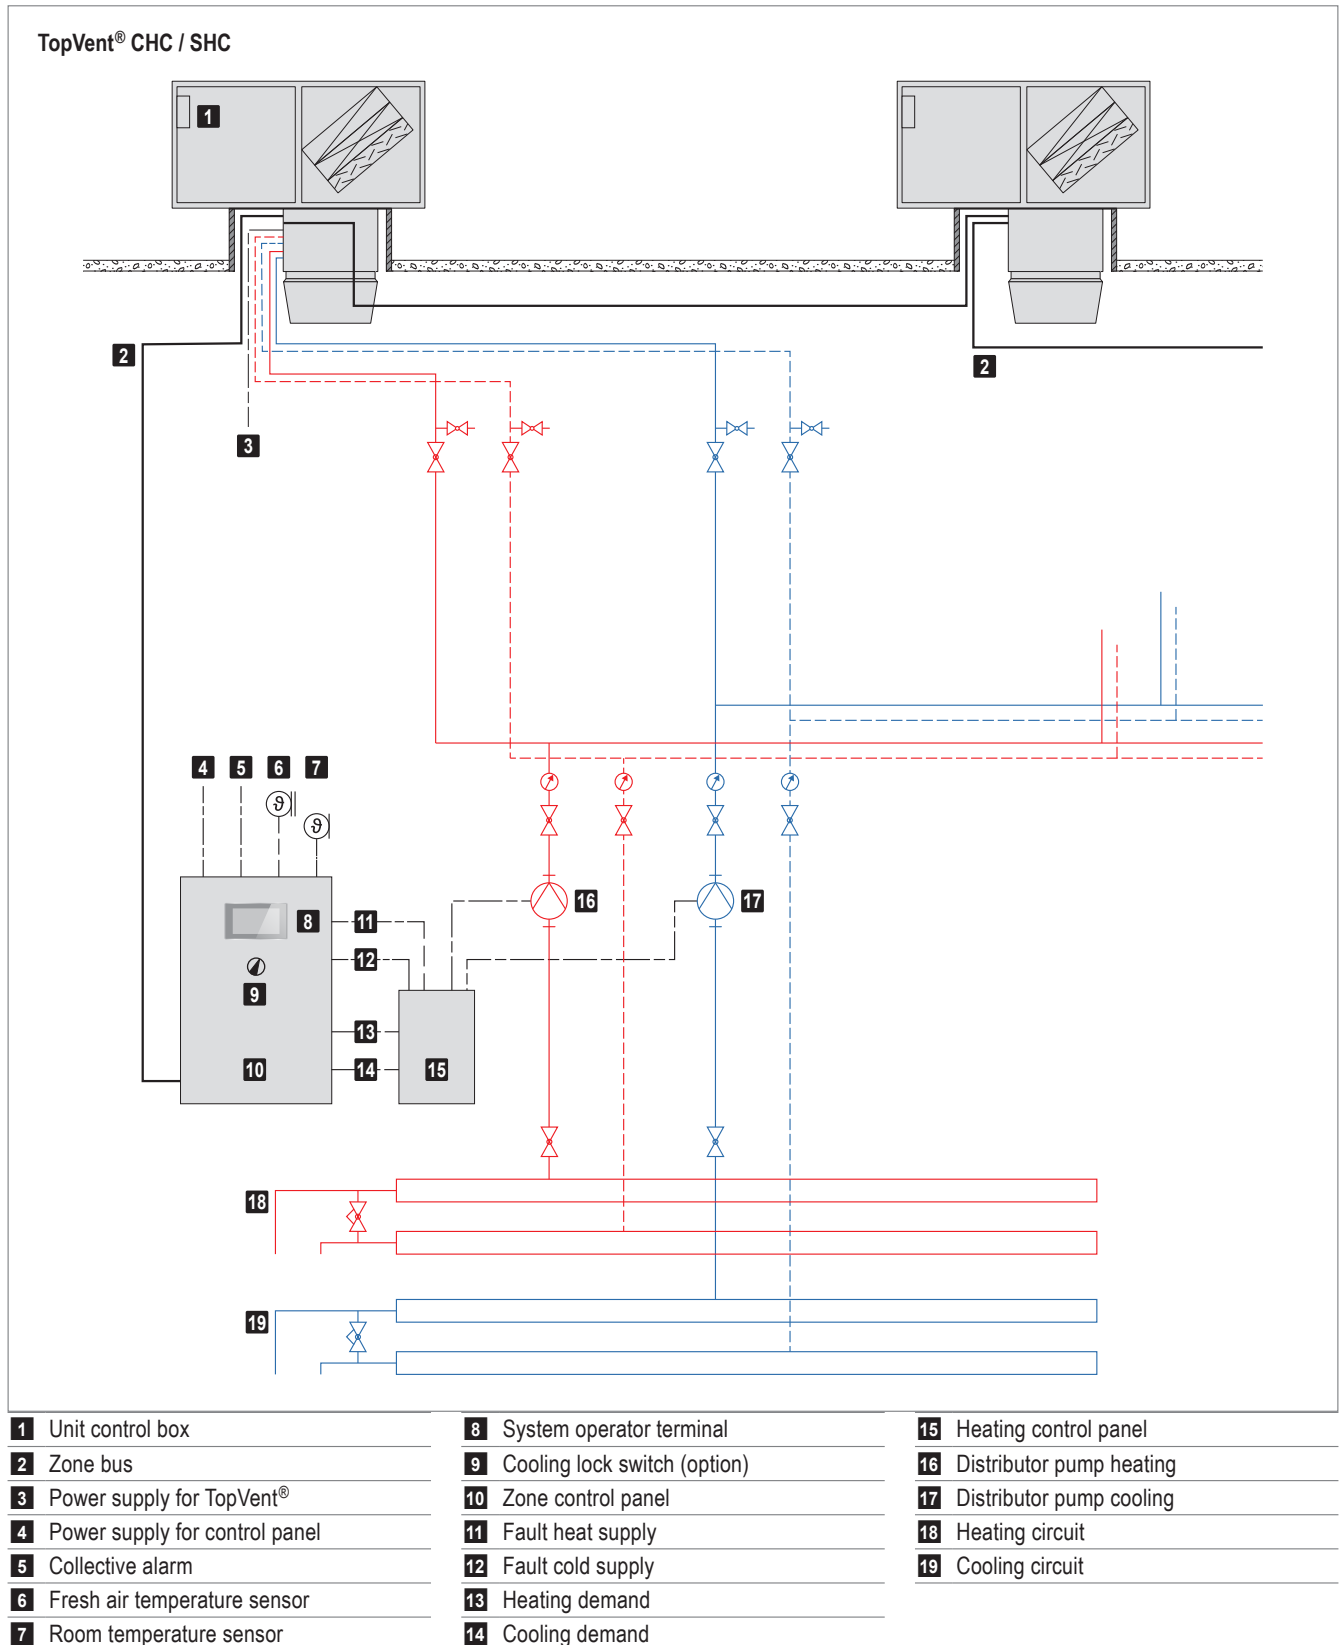 TopVent® CHC / SHC
1
2
2
3
4 5 6 7
ϑ
ϑ
8
11
16
17
12
9
13
10
14
15
18
19
1 Unit control box
2 Zone bus
3 Power supply for TopVent®
4 Power supply for control panel
5 Collective alarm
6 Fresh air temperature sensor
7 Room temperature sensor
8 System operator terminal
9 Cooling lock switch (option)
10 Zone control panel
11 Fault heat supply
12 Fault cold supply
13 Heating demand
14 Cooling demand
15 Heating control panel
16 Distributor pump heating
17 Distributor pump cooling
18 Heating circuit
19 Cooling circuit